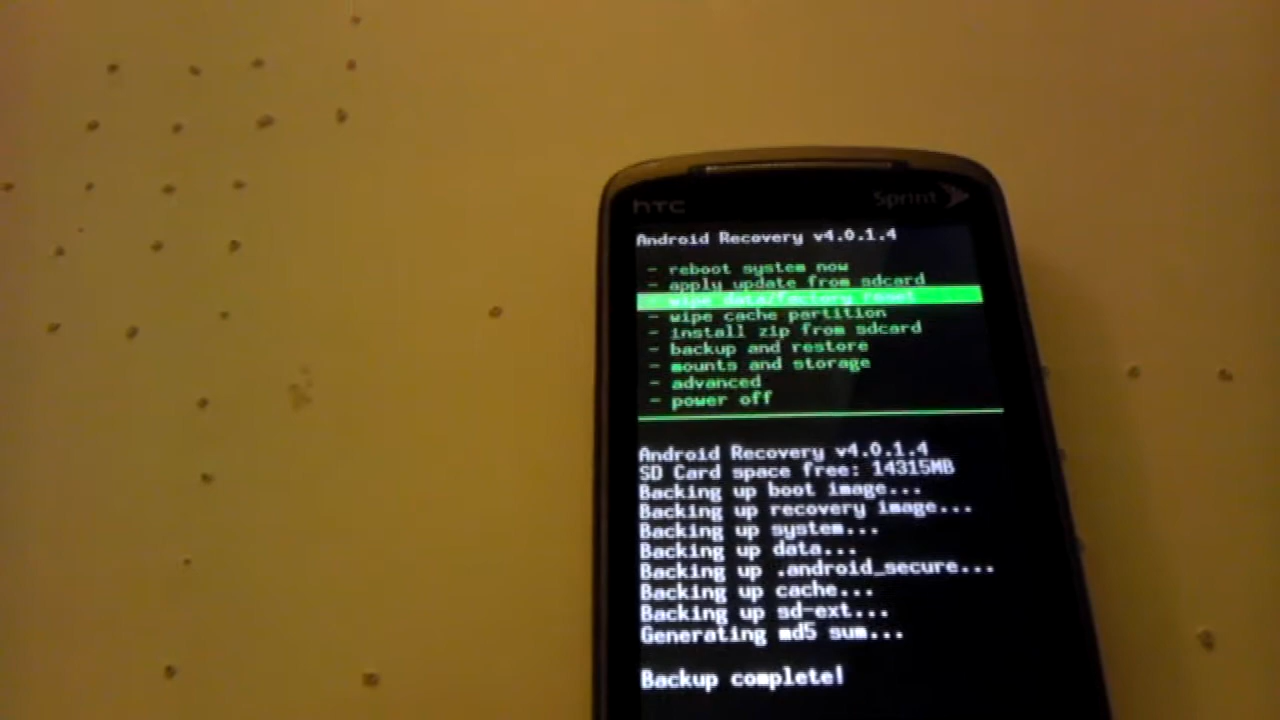 hTC Sprint
Android Recovery v4.0.1.4
- reboot system now
- apply update from sdcard
- wipe data/factory reset
- wipe cache partition
- install zip from sdcard
- backup and restore
- mounts and storage
- advanced
- power off
Android Recovery v4.0.1.4
SD Card space free: 14315MB
Backing up boot image...
Backing up recovery image...
Backing up system...
Backing up data...
Backing up .android_secure...
Backing up cache...
Backing up sd-ext...
Generating md5 sum...
Backup complete!